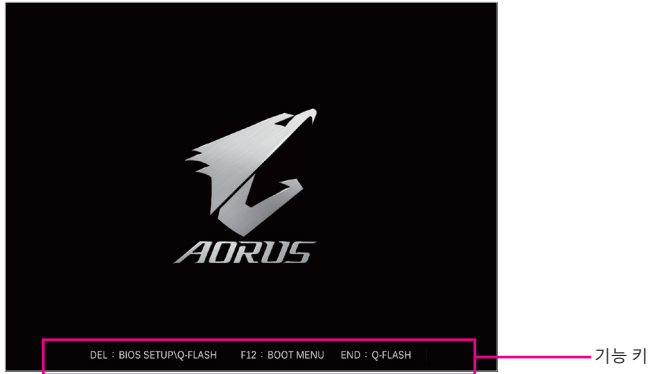 AORUS
DEL : BIOS SETUP\Q-FLASH F12 : BOOT MENU END : Q-FLASH
기능 키